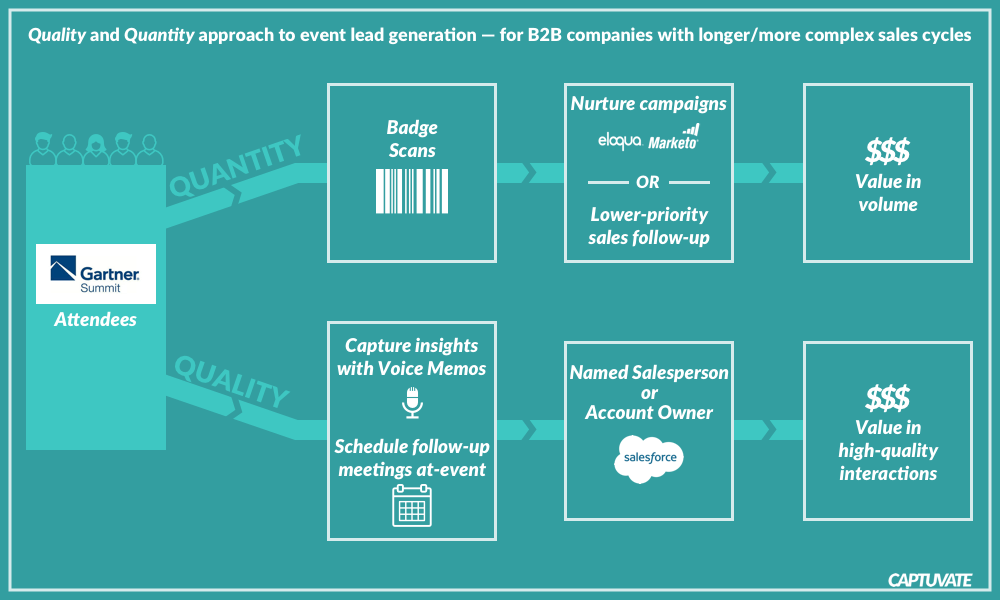 Quality and Quantity approach to event lead generation — for B2B companies with longer/more complex sales cycles
QUANTITY
Gartner
Summit
Attendees
QUALITY
Badge
Scans
Nurture campaigns
eloqua Marketo
OR
Lower-priority
sales follow-up
$$$
Value in
volume
Capture insights
with Voice Memos
Schedule follow-up
meetings at-event
Named Salesperson
or
Account Owner
salesforce
$$$
Value in
high-quality
interactions
CAPTUVATE